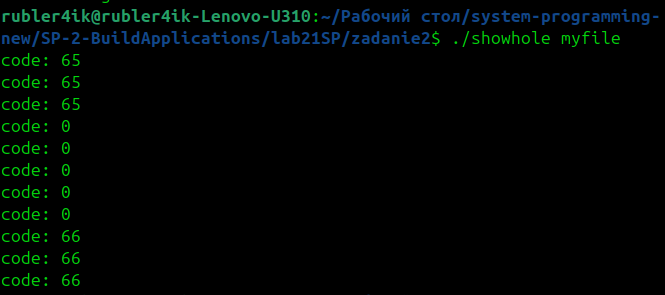 rubler4ik@rubler4ik-Lenovo-U310:~/Рабочий стол/system-programming-
new/SP-2-BuildApplications/lab21SP/zadanie2$ ./showhole myfile
code: 65
code: 65
code: 65
code: 0
code: 0
code: 0
code: 0
code: 0
code: 66
code: 66
code: 66